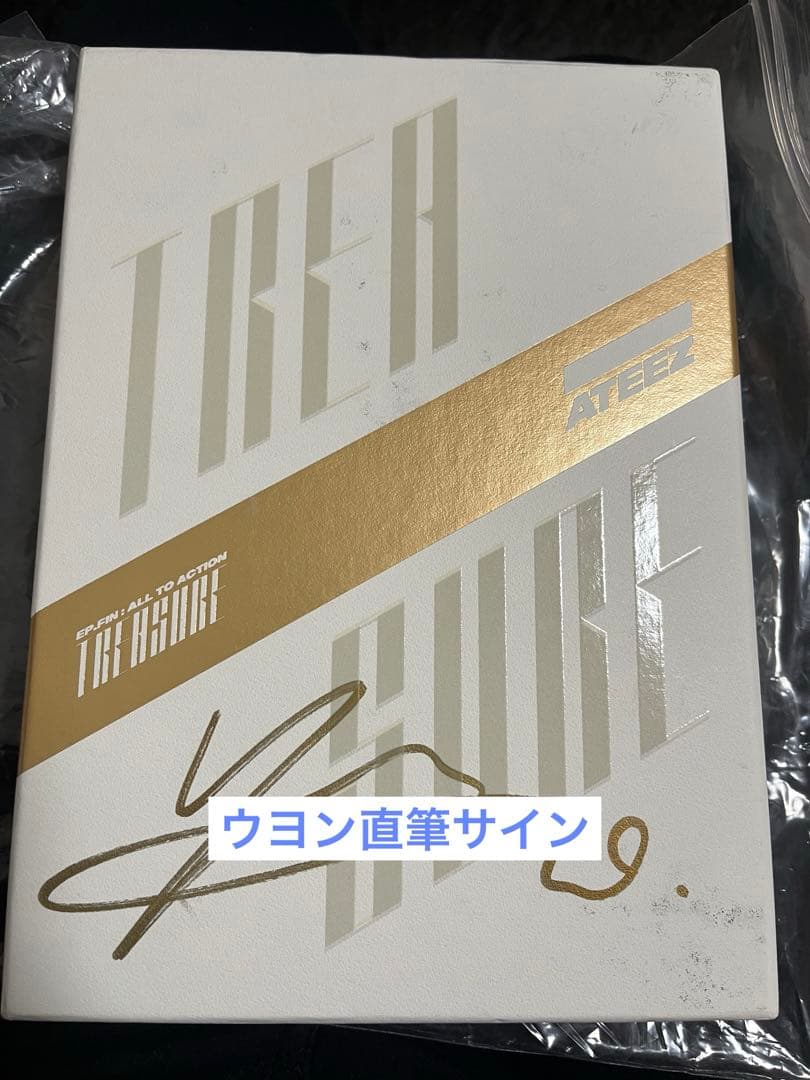 TREA
ATEEZ
SURE
EP.FIN : ALL TO ACTION
TREASURE
ウヨン直筆サイン